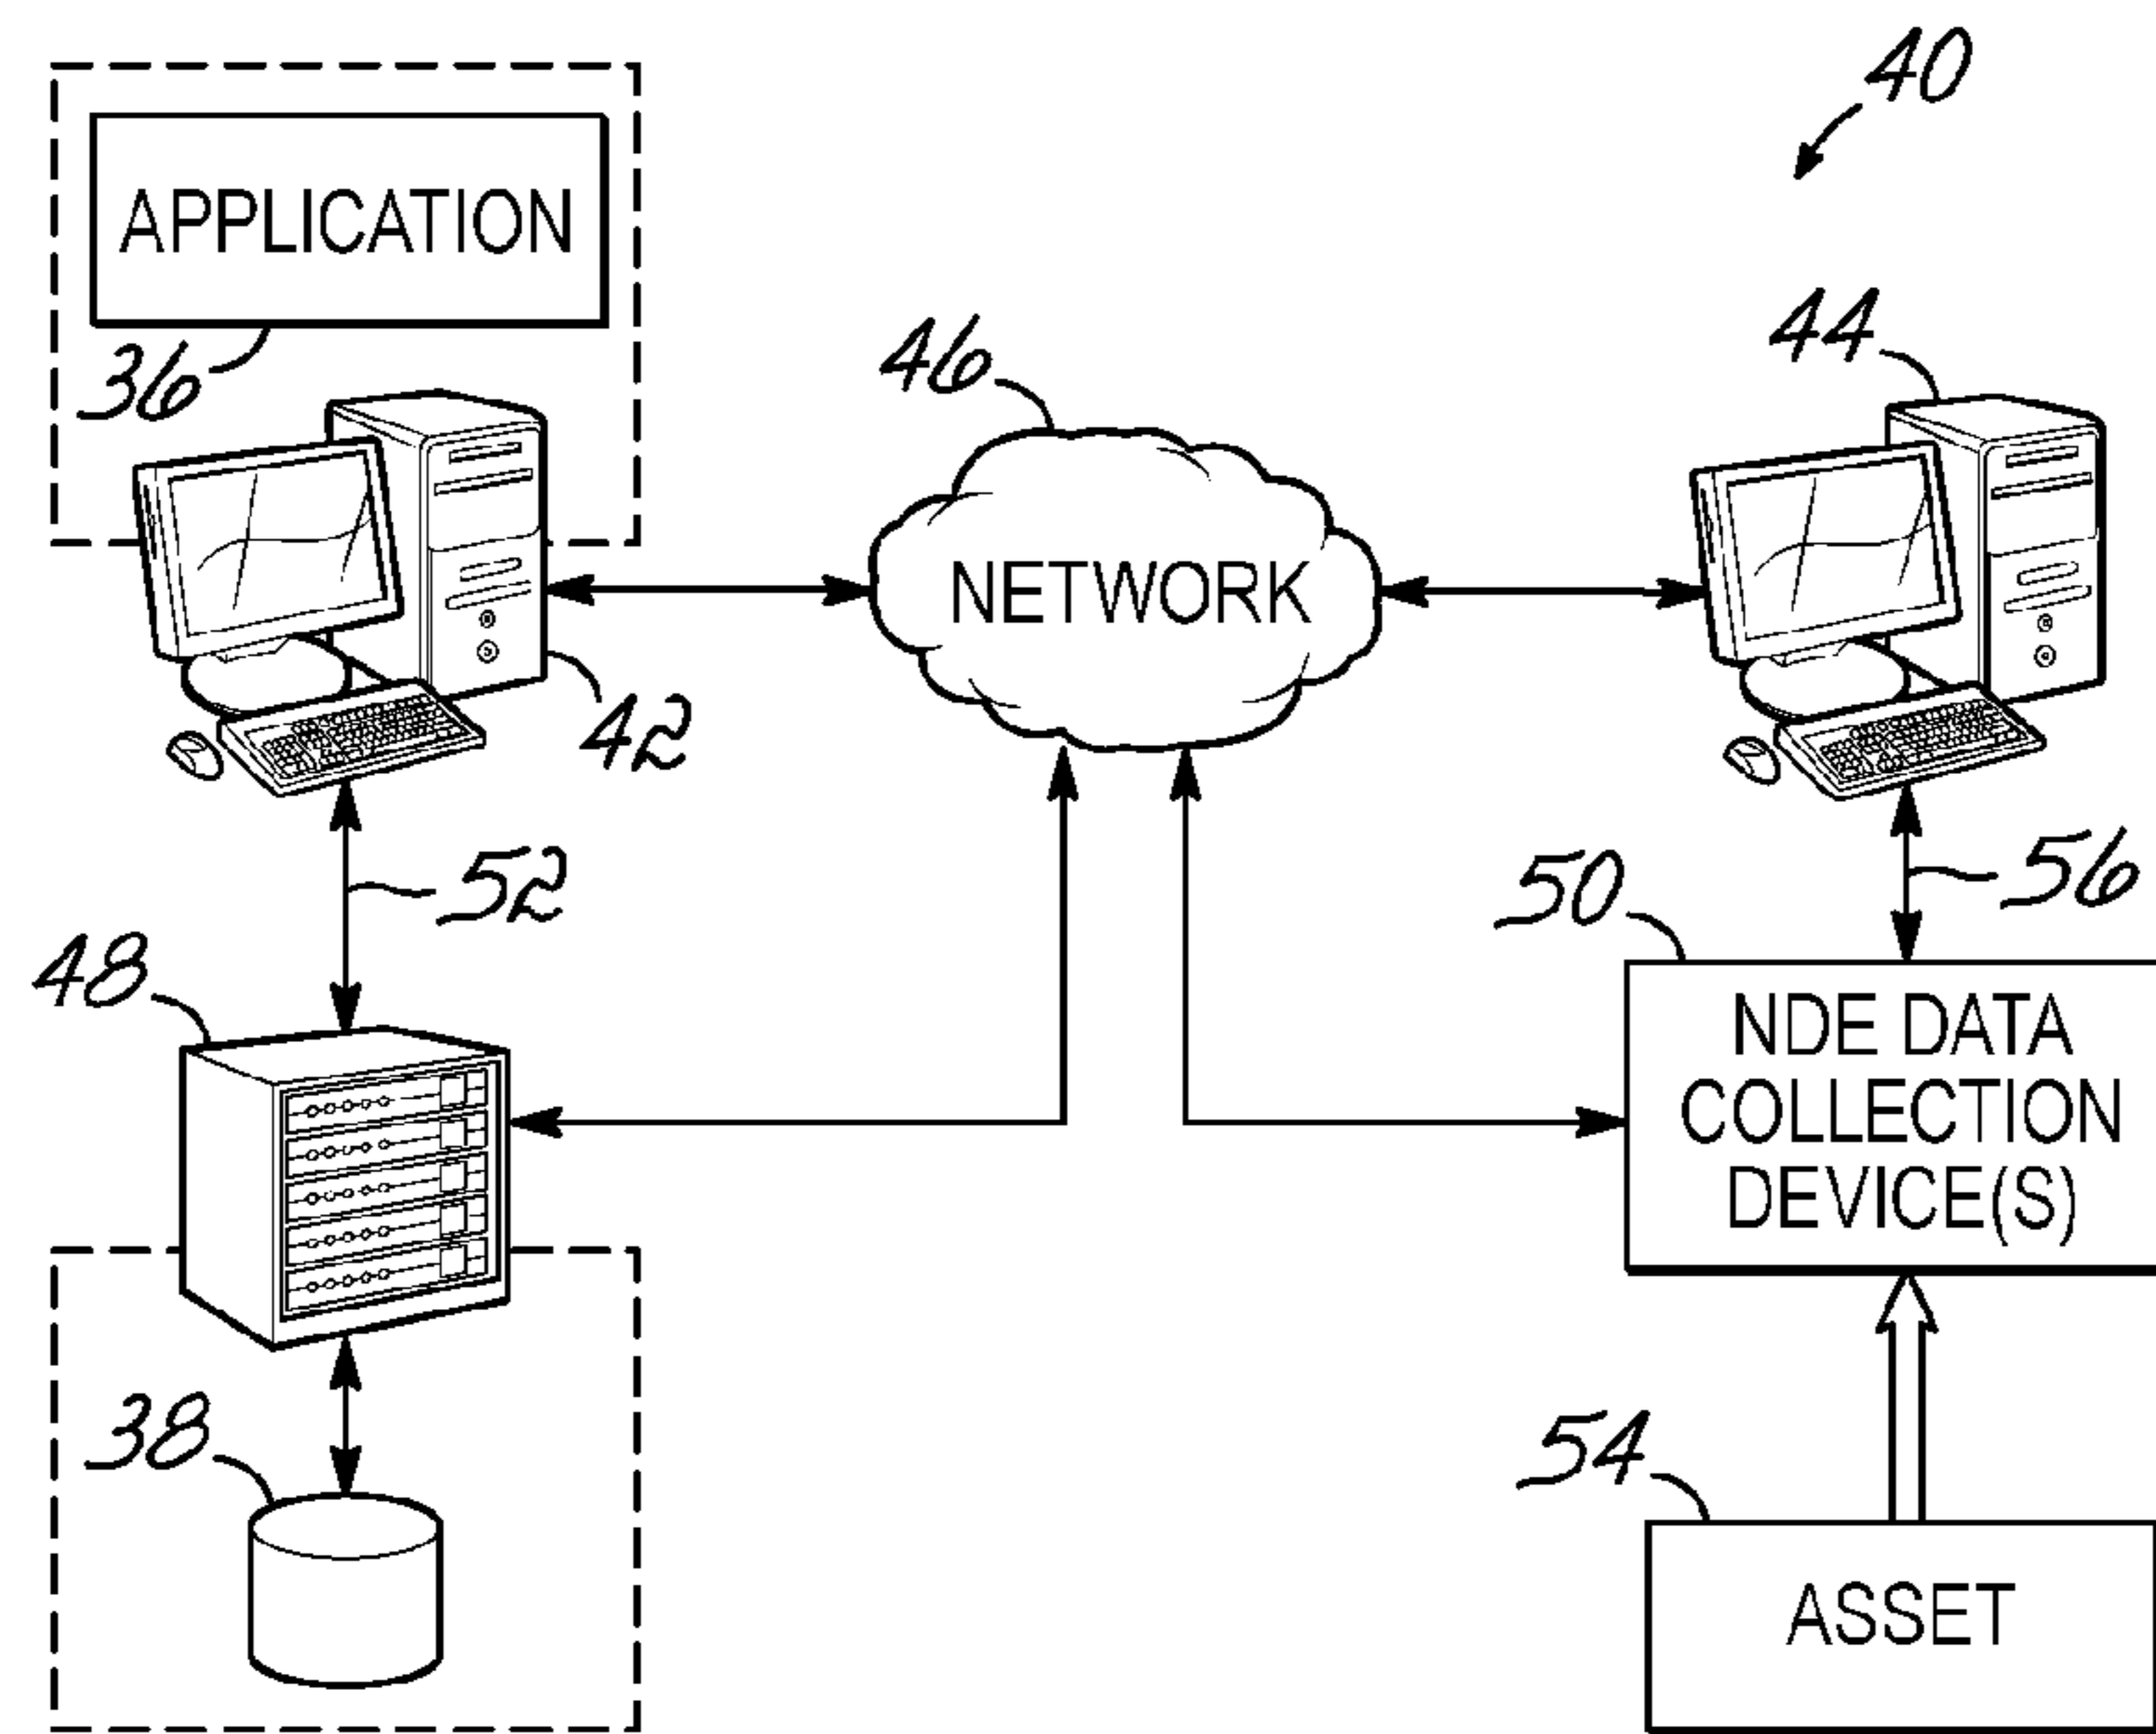 40
APPLICATION
36
46
44
NETWORK
42
52
56
50
48
NDE DATA
COLLECTION
DEVICE(S)
38
54
ASSET